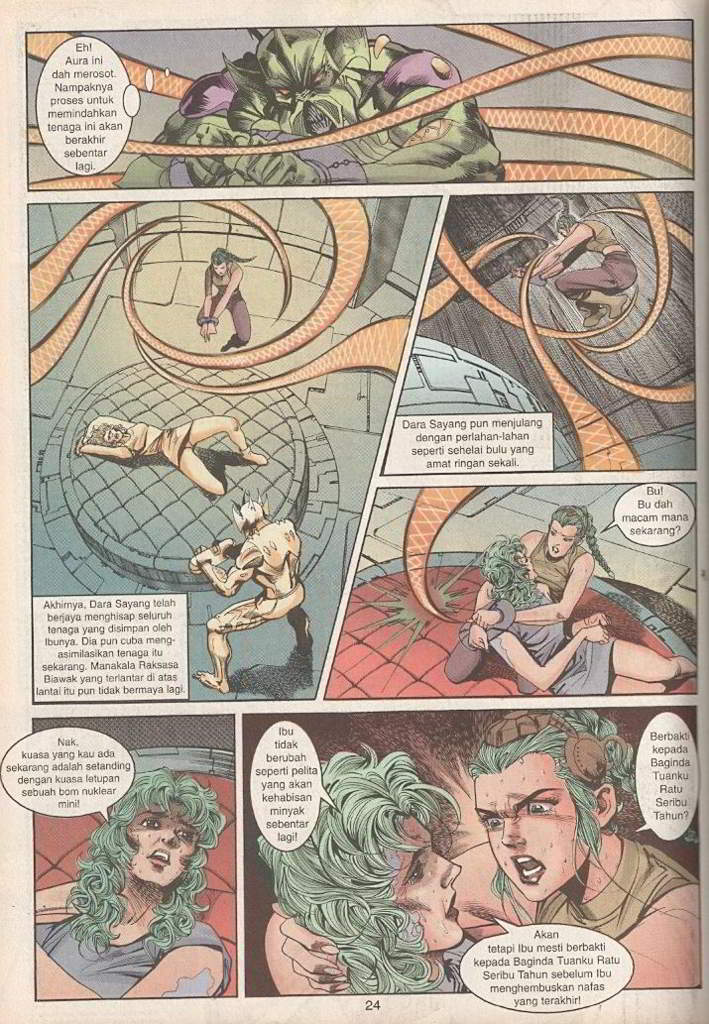 Eh!
Aura ini
dah merosot.
Nampaknya
proses untuk
memindahkan
tenaga ini akan
berakhir
sebentar
lagi.
Dara Sayang pun menjulang
dengan perlahan-lahan
seperti sehelai bulu yang
amat ringan sekali.
Akhirnya, Dara Sayang telah
berjaya menghisap seluruh
tenaga yang disimpan oleh
Ibunya. Dia pun cuba meng-
asimilasikan tenaga itu
sekarang. Manakala Raksasa
Biawak yang terlantar di atas
lantai itu pun tidak bermaya lagi.
Bu!
Bu dah
macam mana
sekarang?
Nak,
kuasa yang kau ada
sekarang adalah setanding
dengan kuasa letupan
sebuah bom nuklear
mini!
Ibu
tidak
berubah
seperti pelita
yang akan
kehabisan
minyak
sebentar
lagi!
Berbakti
kepada
Baginda
Tuanku
Ratu
Seribu
Tahun?
Akan
tetapi Ibu mesti berbakti
kepada Baginda Tuanku Ratu
Seribu Tahun sebelum Ibu
menghembuskan nafas
yang terakhir!
24